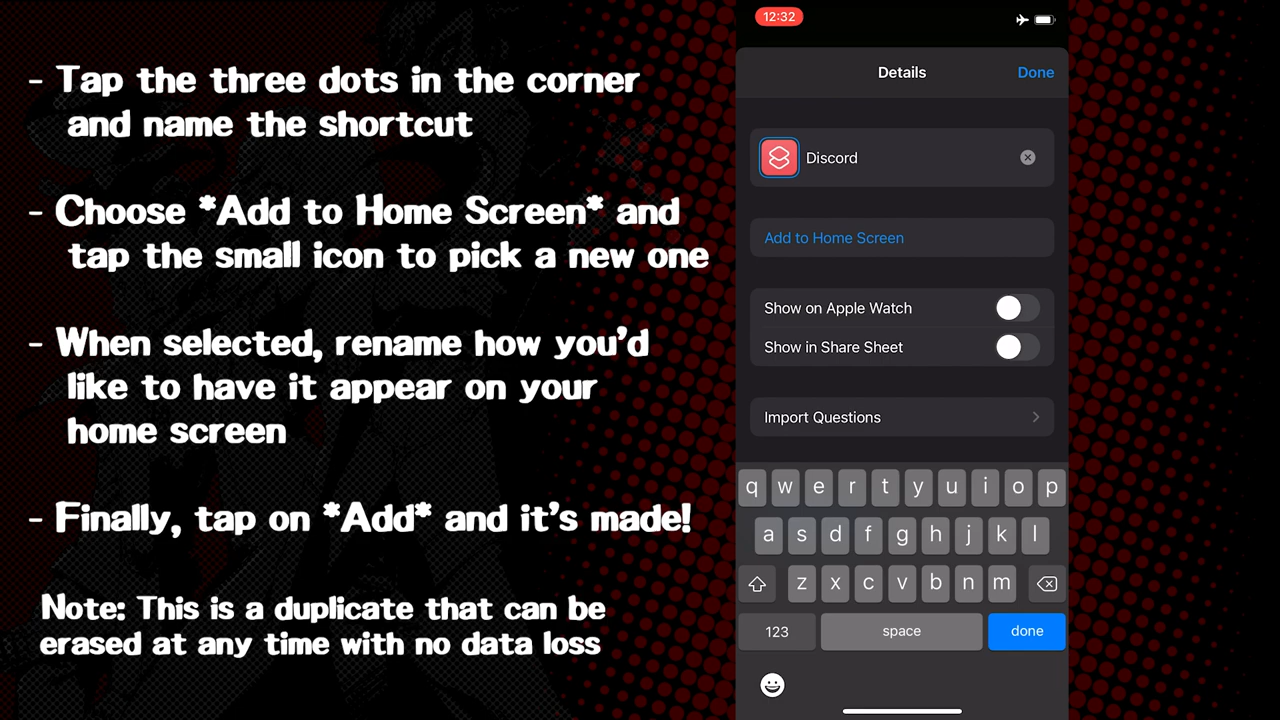 - Tap the three dots in the corner
and name the shortcut
- Choose *Add to Home Screen* and
tap the small icon to pick a new one
- When selected, rename how you'd
like to have it appear on your
home screen
- Finally, tap on *Add* and it's made!
Note: This is a duplicate that can be
erased at any time with no data loss
12:32
Details
Done
Discord
Add to Home Screen
Show on Apple Watch
Show in Share Sheet
Import Questions
q w e r t y u i o p
a s d f g h j k l
z x c v b n m
123 space done